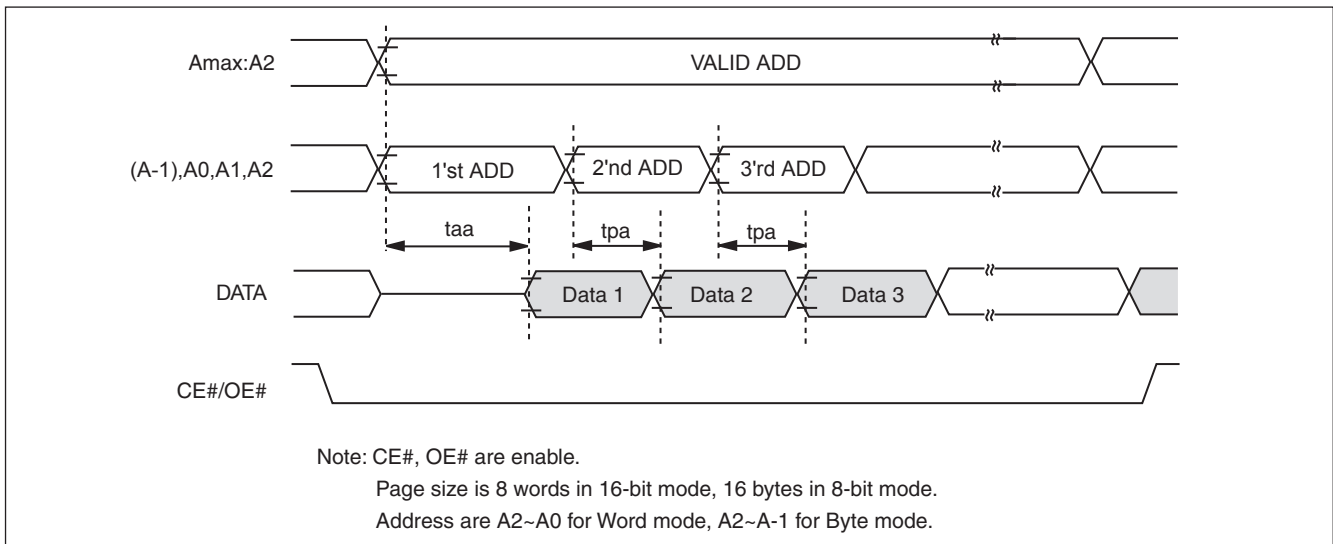 Amax:A2
VALID ADD
(A-1),A0,A1,A2
1'st ADD
2'nd ADD
3'rd ADD
taa
tpa
tpa
DATA
Data 1
Data 2
Data 3
CE#/OE#
Note: CE#, OE# are enable.
Page size is 8 words in 16-bit mode, 16 bytes in 8-bit mode.
Address are A2~A0 for Word mode, A2~A-1 for Byte mode.